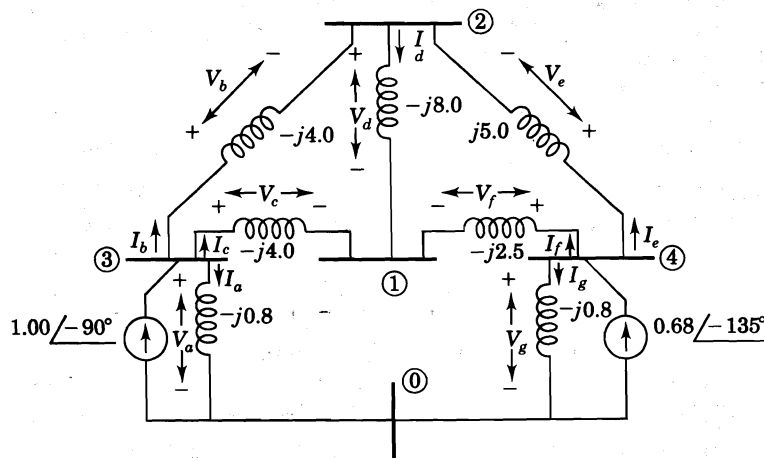 ②
I_d
+ −
V_b
+
−j4.0
+
V_d
−
−j8.0
−
V_e
+
j5.0
+ V_c −
− V_f +
I_b
I_c
−j4.0
−j2.5
I_f
I_e
③
①
④
I_a
I_g
+
V_a
−
−j0.8
+
V_g
−
−j0.8
1.00/−90°
0.68/−135°
⓪